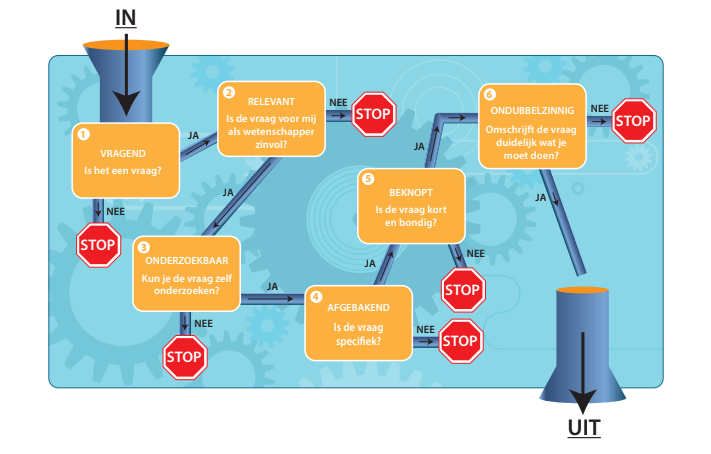 IN
1
VRAGEND
Is het een vraag?
JA
NEE
STOP
2
RELEVANT
Is de vraag voor mij
als wetenschapper
zinvol?
NEE
STOP
JA
3
ONDERZOEKBAAR
Kun je de vraag zelf
onderzoeken?
NEE
STOP
JA
4
AFGEBAKEND
Is de vraag
specifiek?
NEE
STOP
JA
5
BEKNOPT
Is de vraag kort
en bondig?
NEE
STOP
JA
6
ONDUBBELZINNIG
Omschrijft de vraag
duidelijk wat je
moet doen?
NEE
STOP
JA
UIT